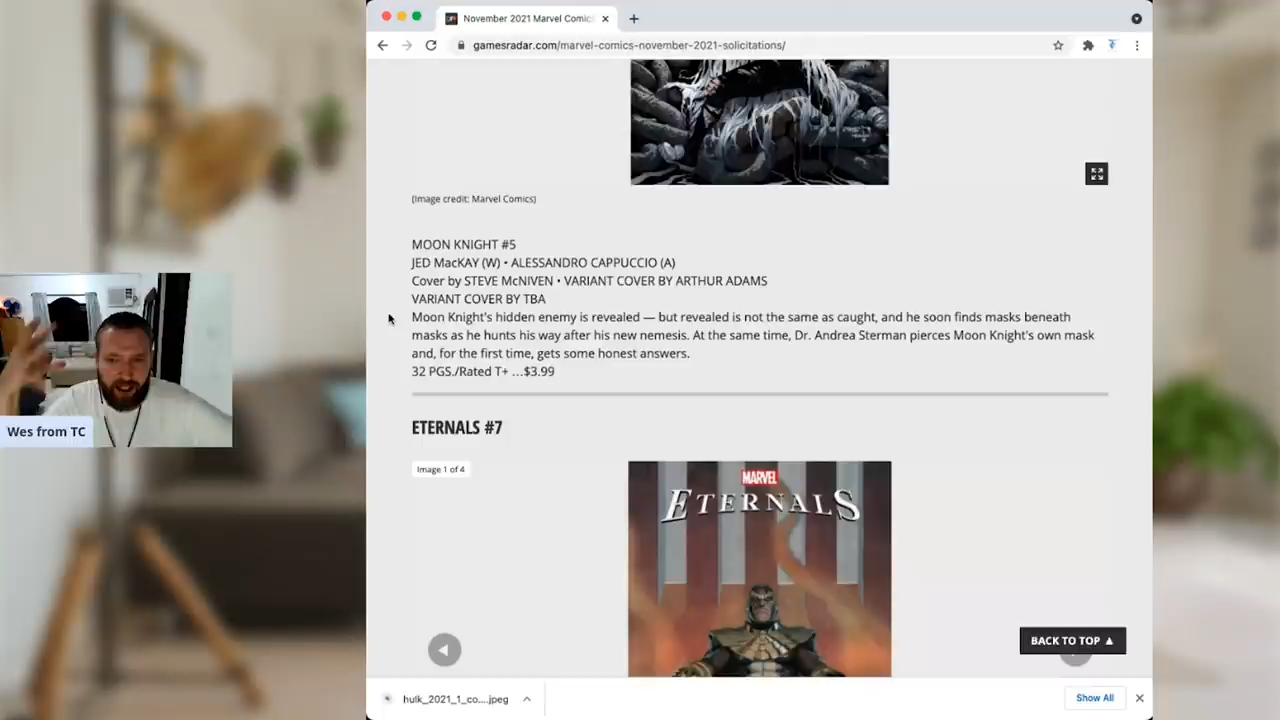 November 2021 Marvel Comic
gamesradar.com/marvel-comics-november-2021-solicitations/
(Image credit: Marvel Comics)
MOON KNIGHT #5
JED MacKAY (W) • ALESSANDRO CAPPUCCIO (A)
Cover by STEVE McNIVEN • VARIANT COVER BY ARTHUR ADAMS
VARIANT COVER BY TBA
Moon Knight's hidden enemy is revealed — but revealed is not the same as caught, and he soon finds masks beneath
masks as he hunts his way after his new nemesis. At the same time, Dr. Andrea Sterman pierces Moon Knight's own mask
and, for the first time, gets some honest answers.
32 PGS./Rated T+ …$3.99
Wes from TC
ETERNALS #7
Image 1 of 4
MARVEL
ETERNALS
BACK TO TOP ▲
hulk_2021_1_co....jpeg
Show All